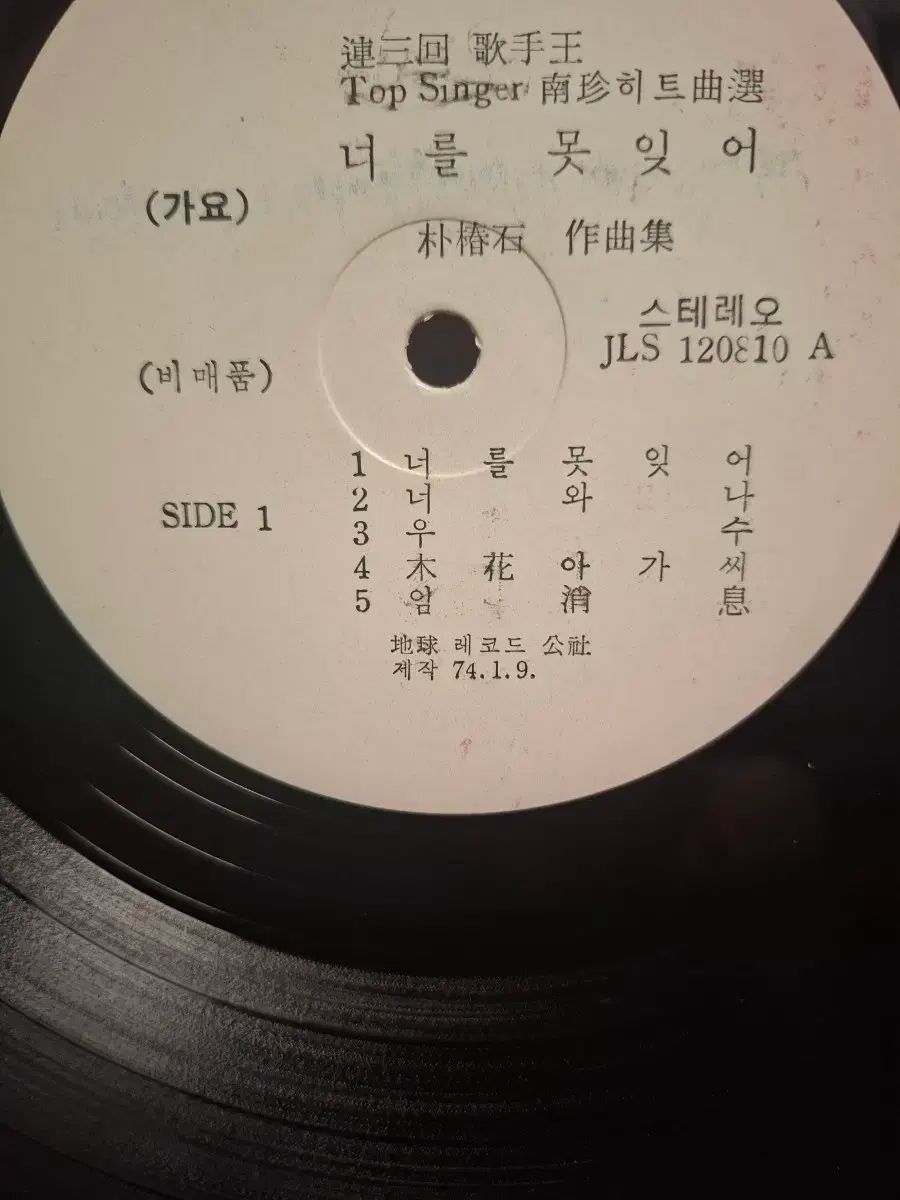 連三回 歌手王
Top Singer 南珍히트曲選
너를 못잊어
(가요)
朴椿石 作曲集
스테레오
JLS 120810 A
(비매품)
SIDE 1
1 너를못잊어
2 너와나
3 우수
4 木花아가씨
5 암消息
地球 레코드 公社
제작 74.1.9.